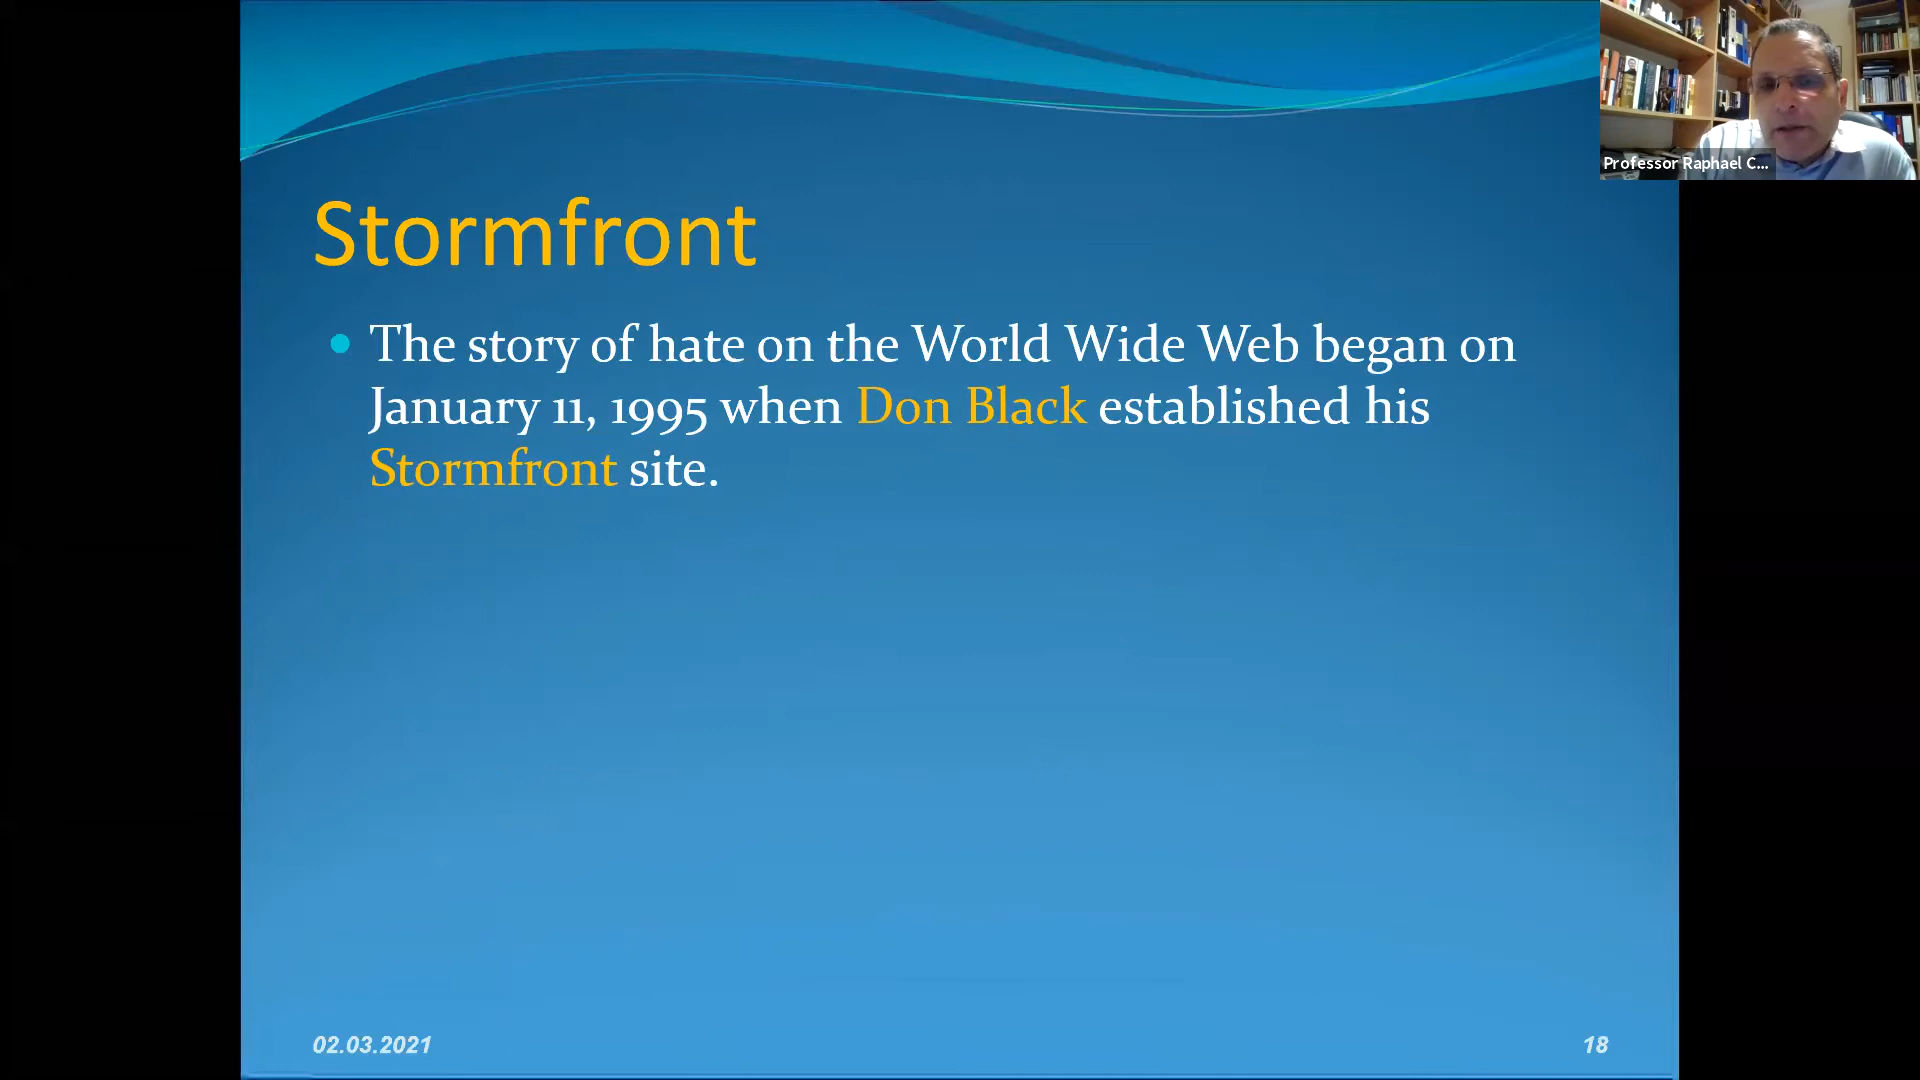 Professor Raphael C...
Stormfront
The story of hate on the World Wide Web began on
January 11, 1995 when Don Black established his
Stormfront site.
02.03.2021
18